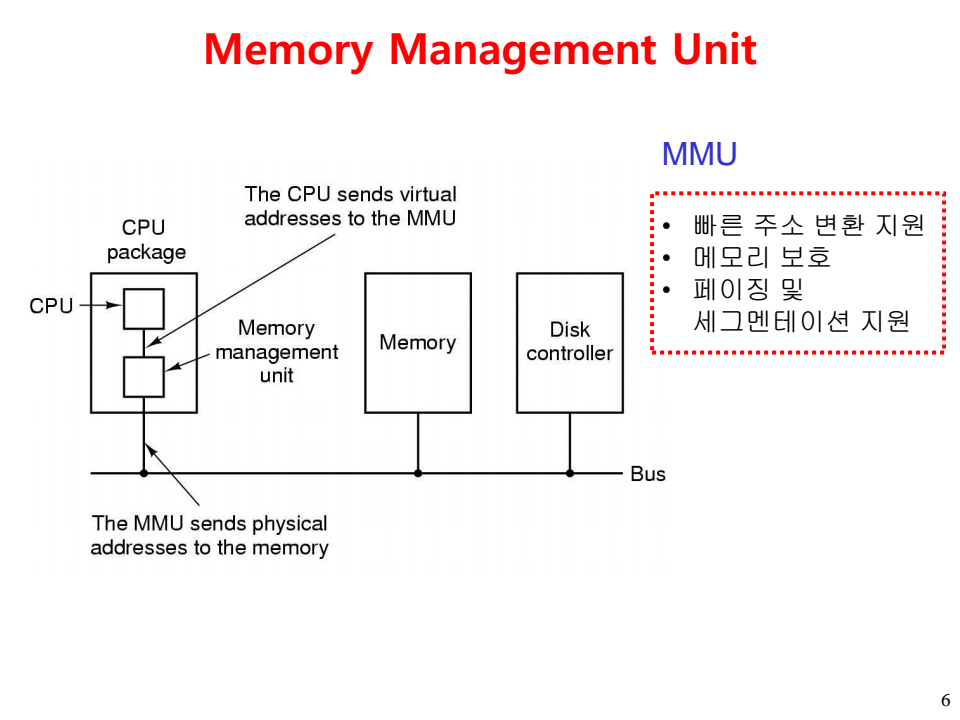 Memory Management Unit
MMU
• 빠른 주소 변환 지원
• 메모리 보호
• 페이징 및
세그멘테이션 지원
The CPU sends virtual
addresses to the MMU
CPU
package
CPU
Memory
management
unit
Memory
Disk
controller
Bus
The MMU sends physical
addresses to the memory
6